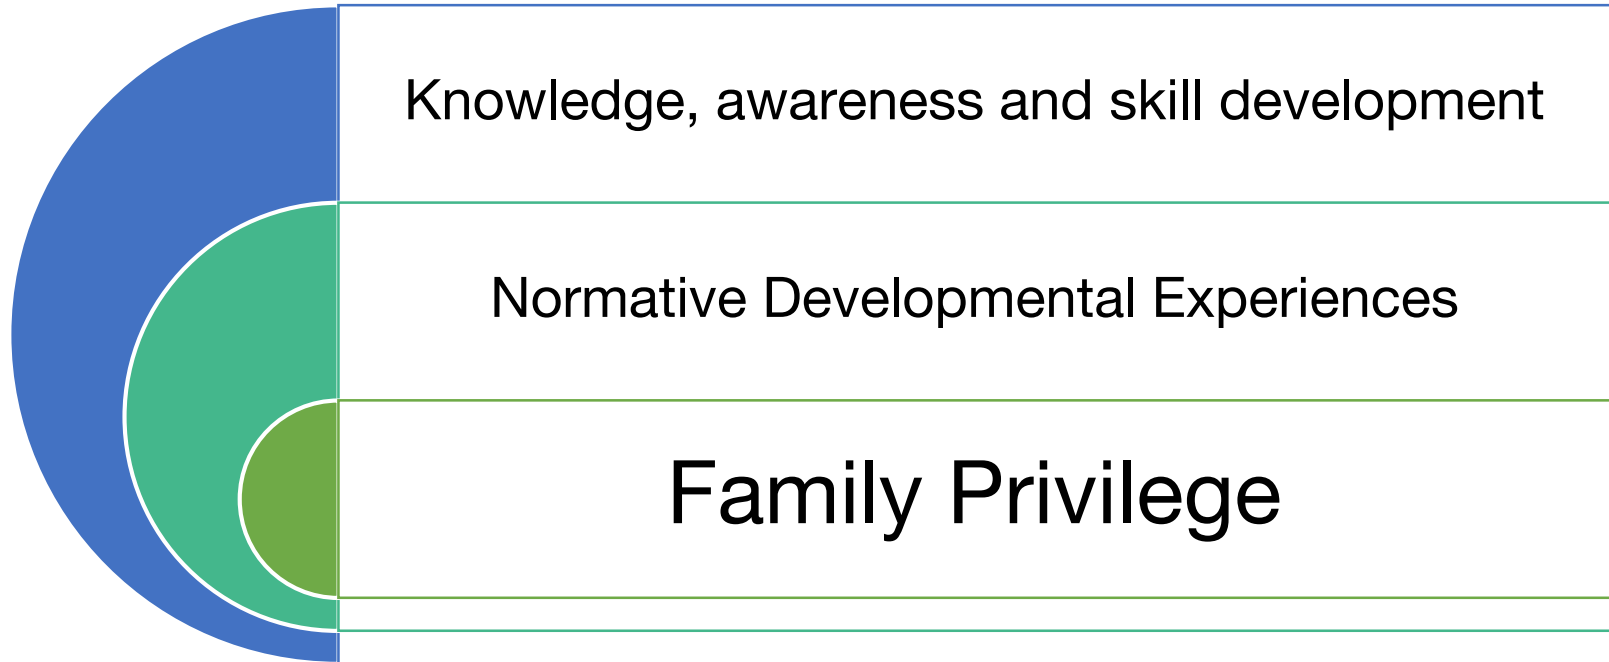 Knowledge, awareness and skill development
Normative Developmental Experiences
Family Privilege